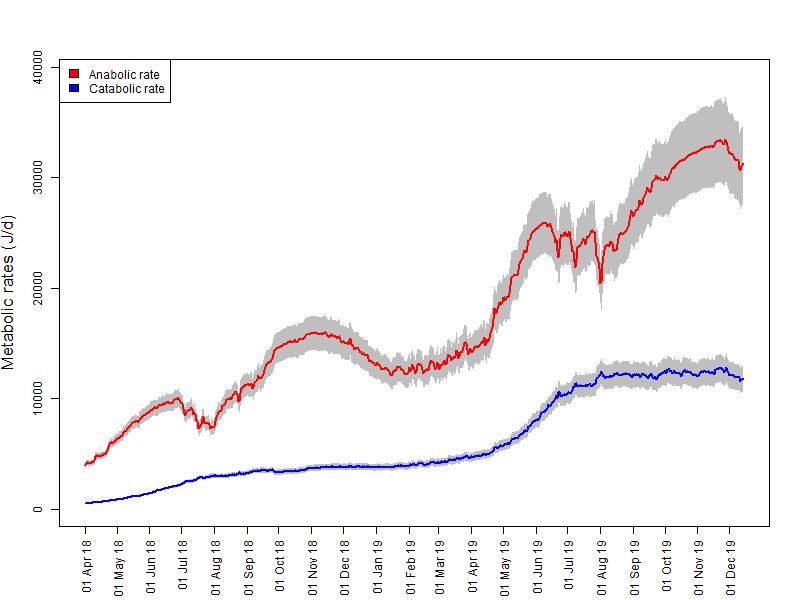 Anabolic rate
Catabolic rate
Metabolic rates (J/d)
40000
30000
20000
10000
0
01 Apr 18
01 May 18
01 Jun 18
01 Jul 18
01 Aug 18
01 Sep 18
01 Oct 18
01 Nov 18
01 Dec 18
01 Jan 19
01 Feb 19
01 Mar 19
01 Apr 19
01 May 19
01 Jun 19
01 Jul 19
01 Aug 19
01 Sep 19
01 Oct 19
01 Nov 19
01 Dec 19